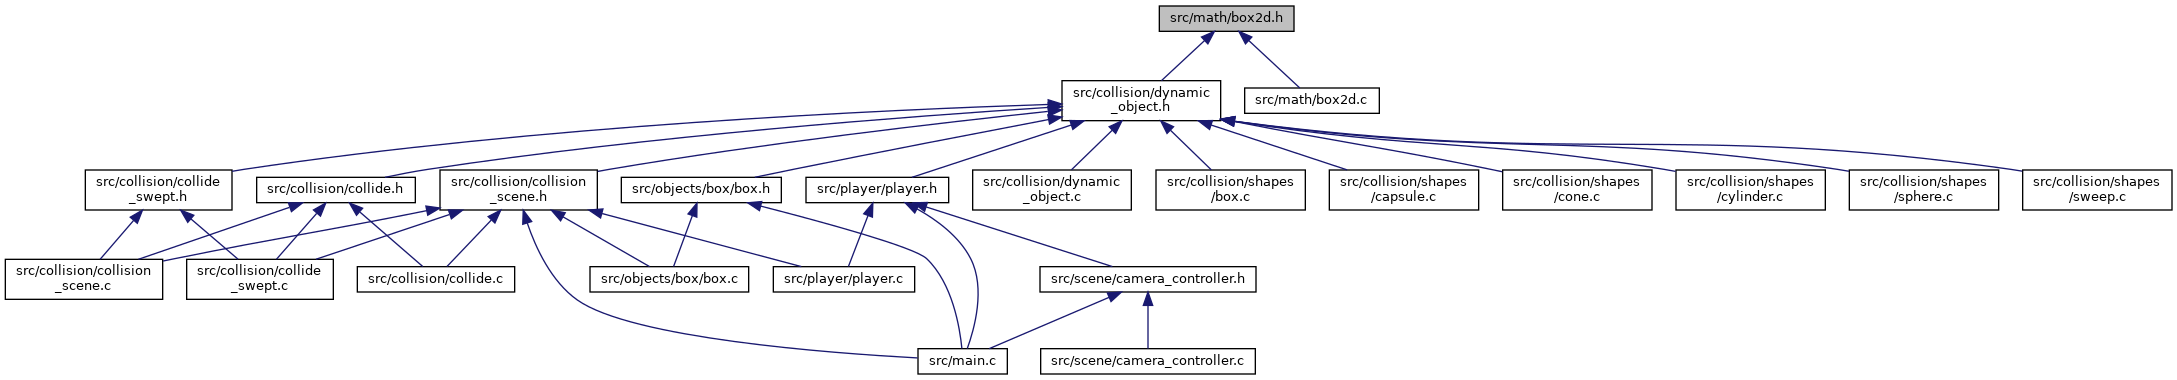 src/math/box2d.h
src/collision/dynamic
_object.h
src/math/box2d.c
src/collision/collide
_swept.h
src/collision/collide.h
src/collision/collision
_scene.h
src/objects/box/box.h
src/player/player.h
src/collision/dynamic
_object.c
src/collision/shapes
/box.c
src/collision/shapes
/capsule.c
src/collision/shapes
/cone.c
src/collision/shapes
/cylinder.c
src/collision/shapes
/sphere.c
src/collision/shapes
/sweep.c
src/collision/collision
_scene.c
src/collision/collide
_swept.c
src/collision/collide.c
src/objects/box/box.c
src/player/player.c
src/scene/camera_controller.h
src/main.c
src/scene/camera_controller.c